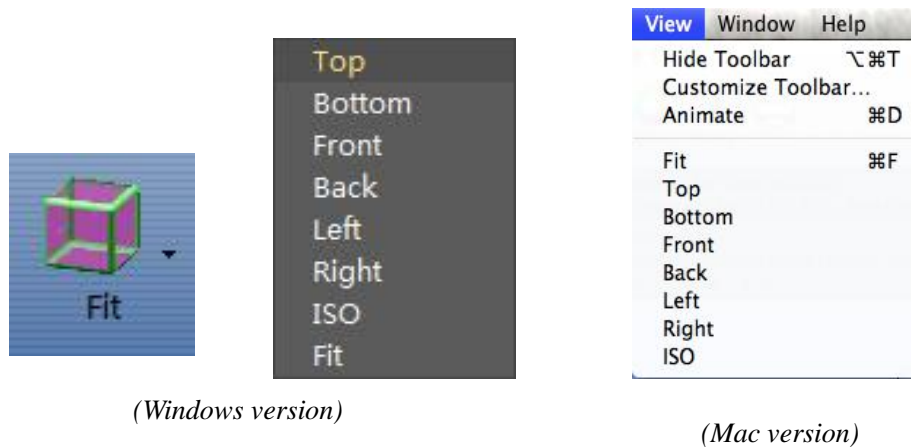 Fit
Top
Bottom
Front
Back
Left
Right
ISO
Fit
(Windows version)
View Window Help
Hide Toolbar ⌥⌘T
Customize Toolbar...
Animate ⌘D
Fit ⌘F
Top
Bottom
Front
Back
Left
Right
ISO
(Mac version)